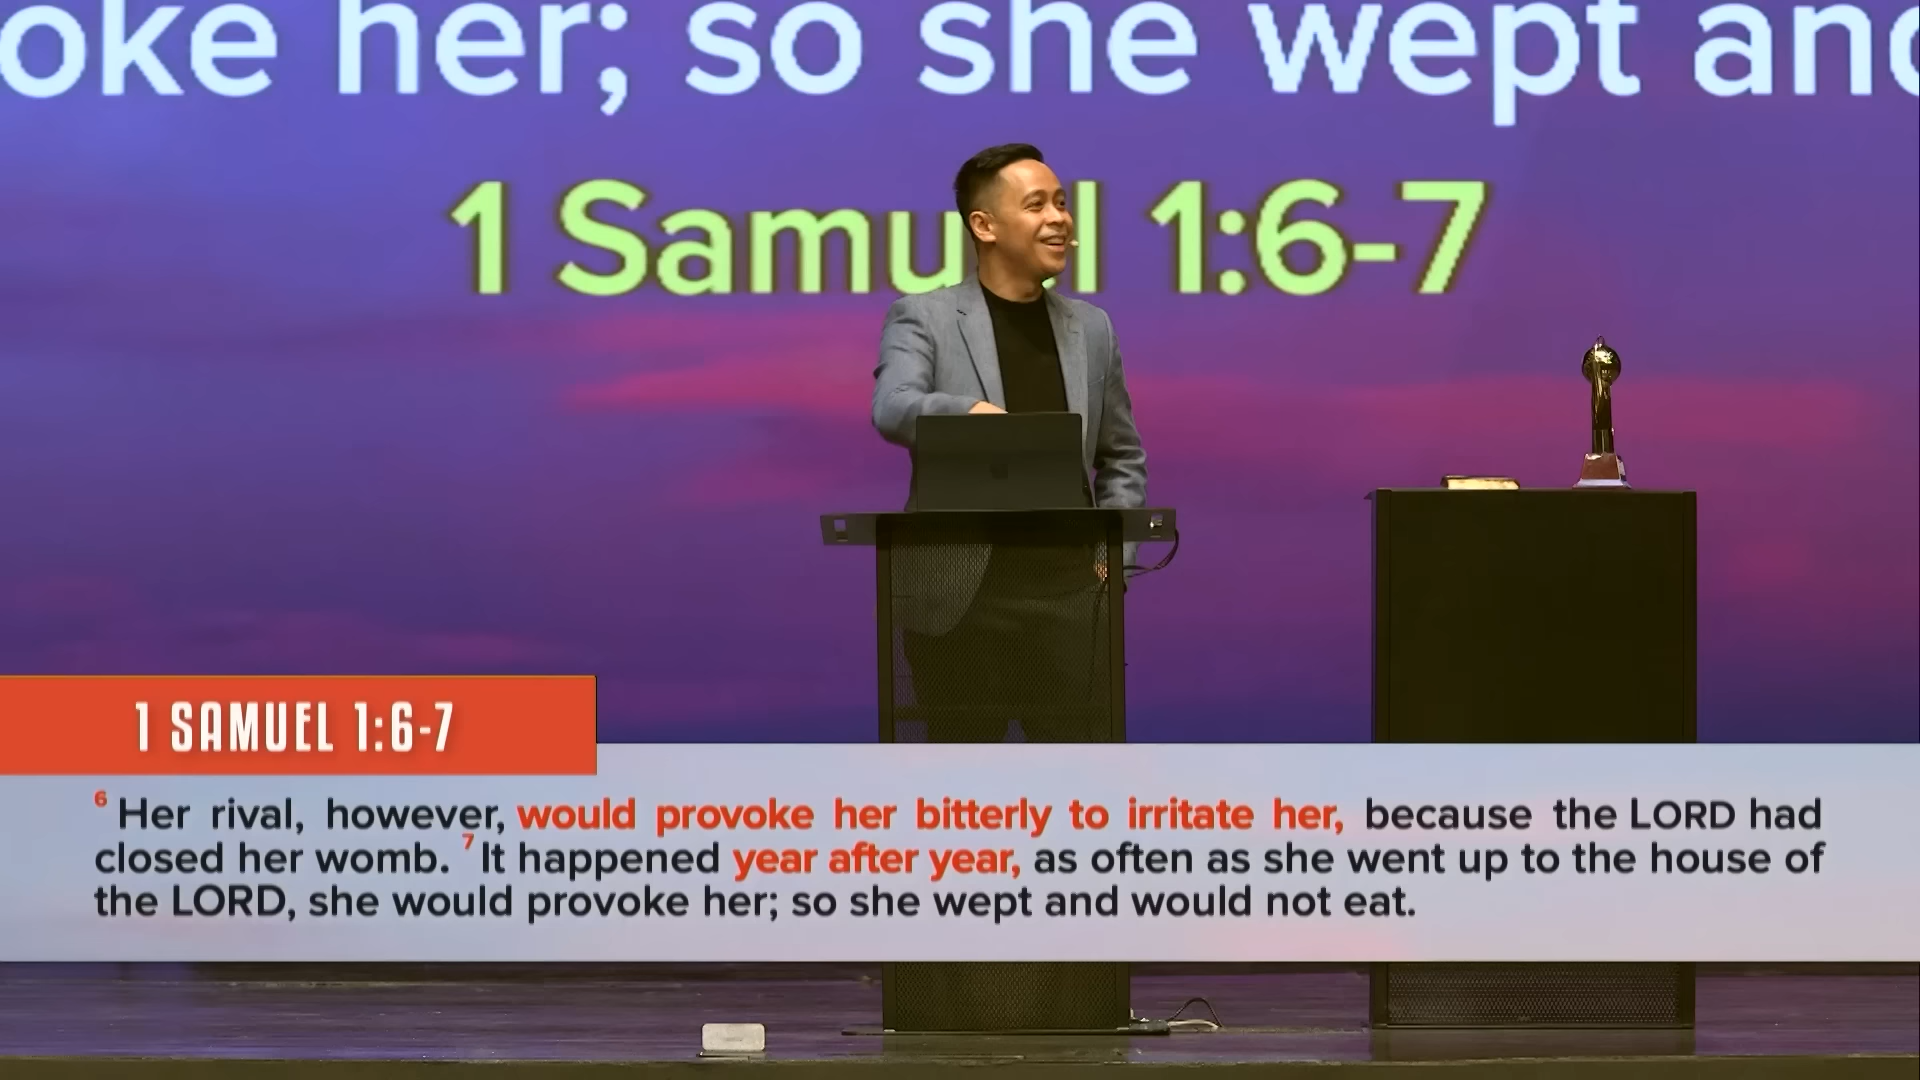 oke her; so she wept and
1 Samuel 1:6-7
1 SAMUEL 1:6-7
6 Her rival, however, would provoke her bitterly to irritate her, because the LORD had
closed her womb. 7 It happened year after year, as often as she went up to the house of
the LORD, she would provoke her; so she wept and would not eat.